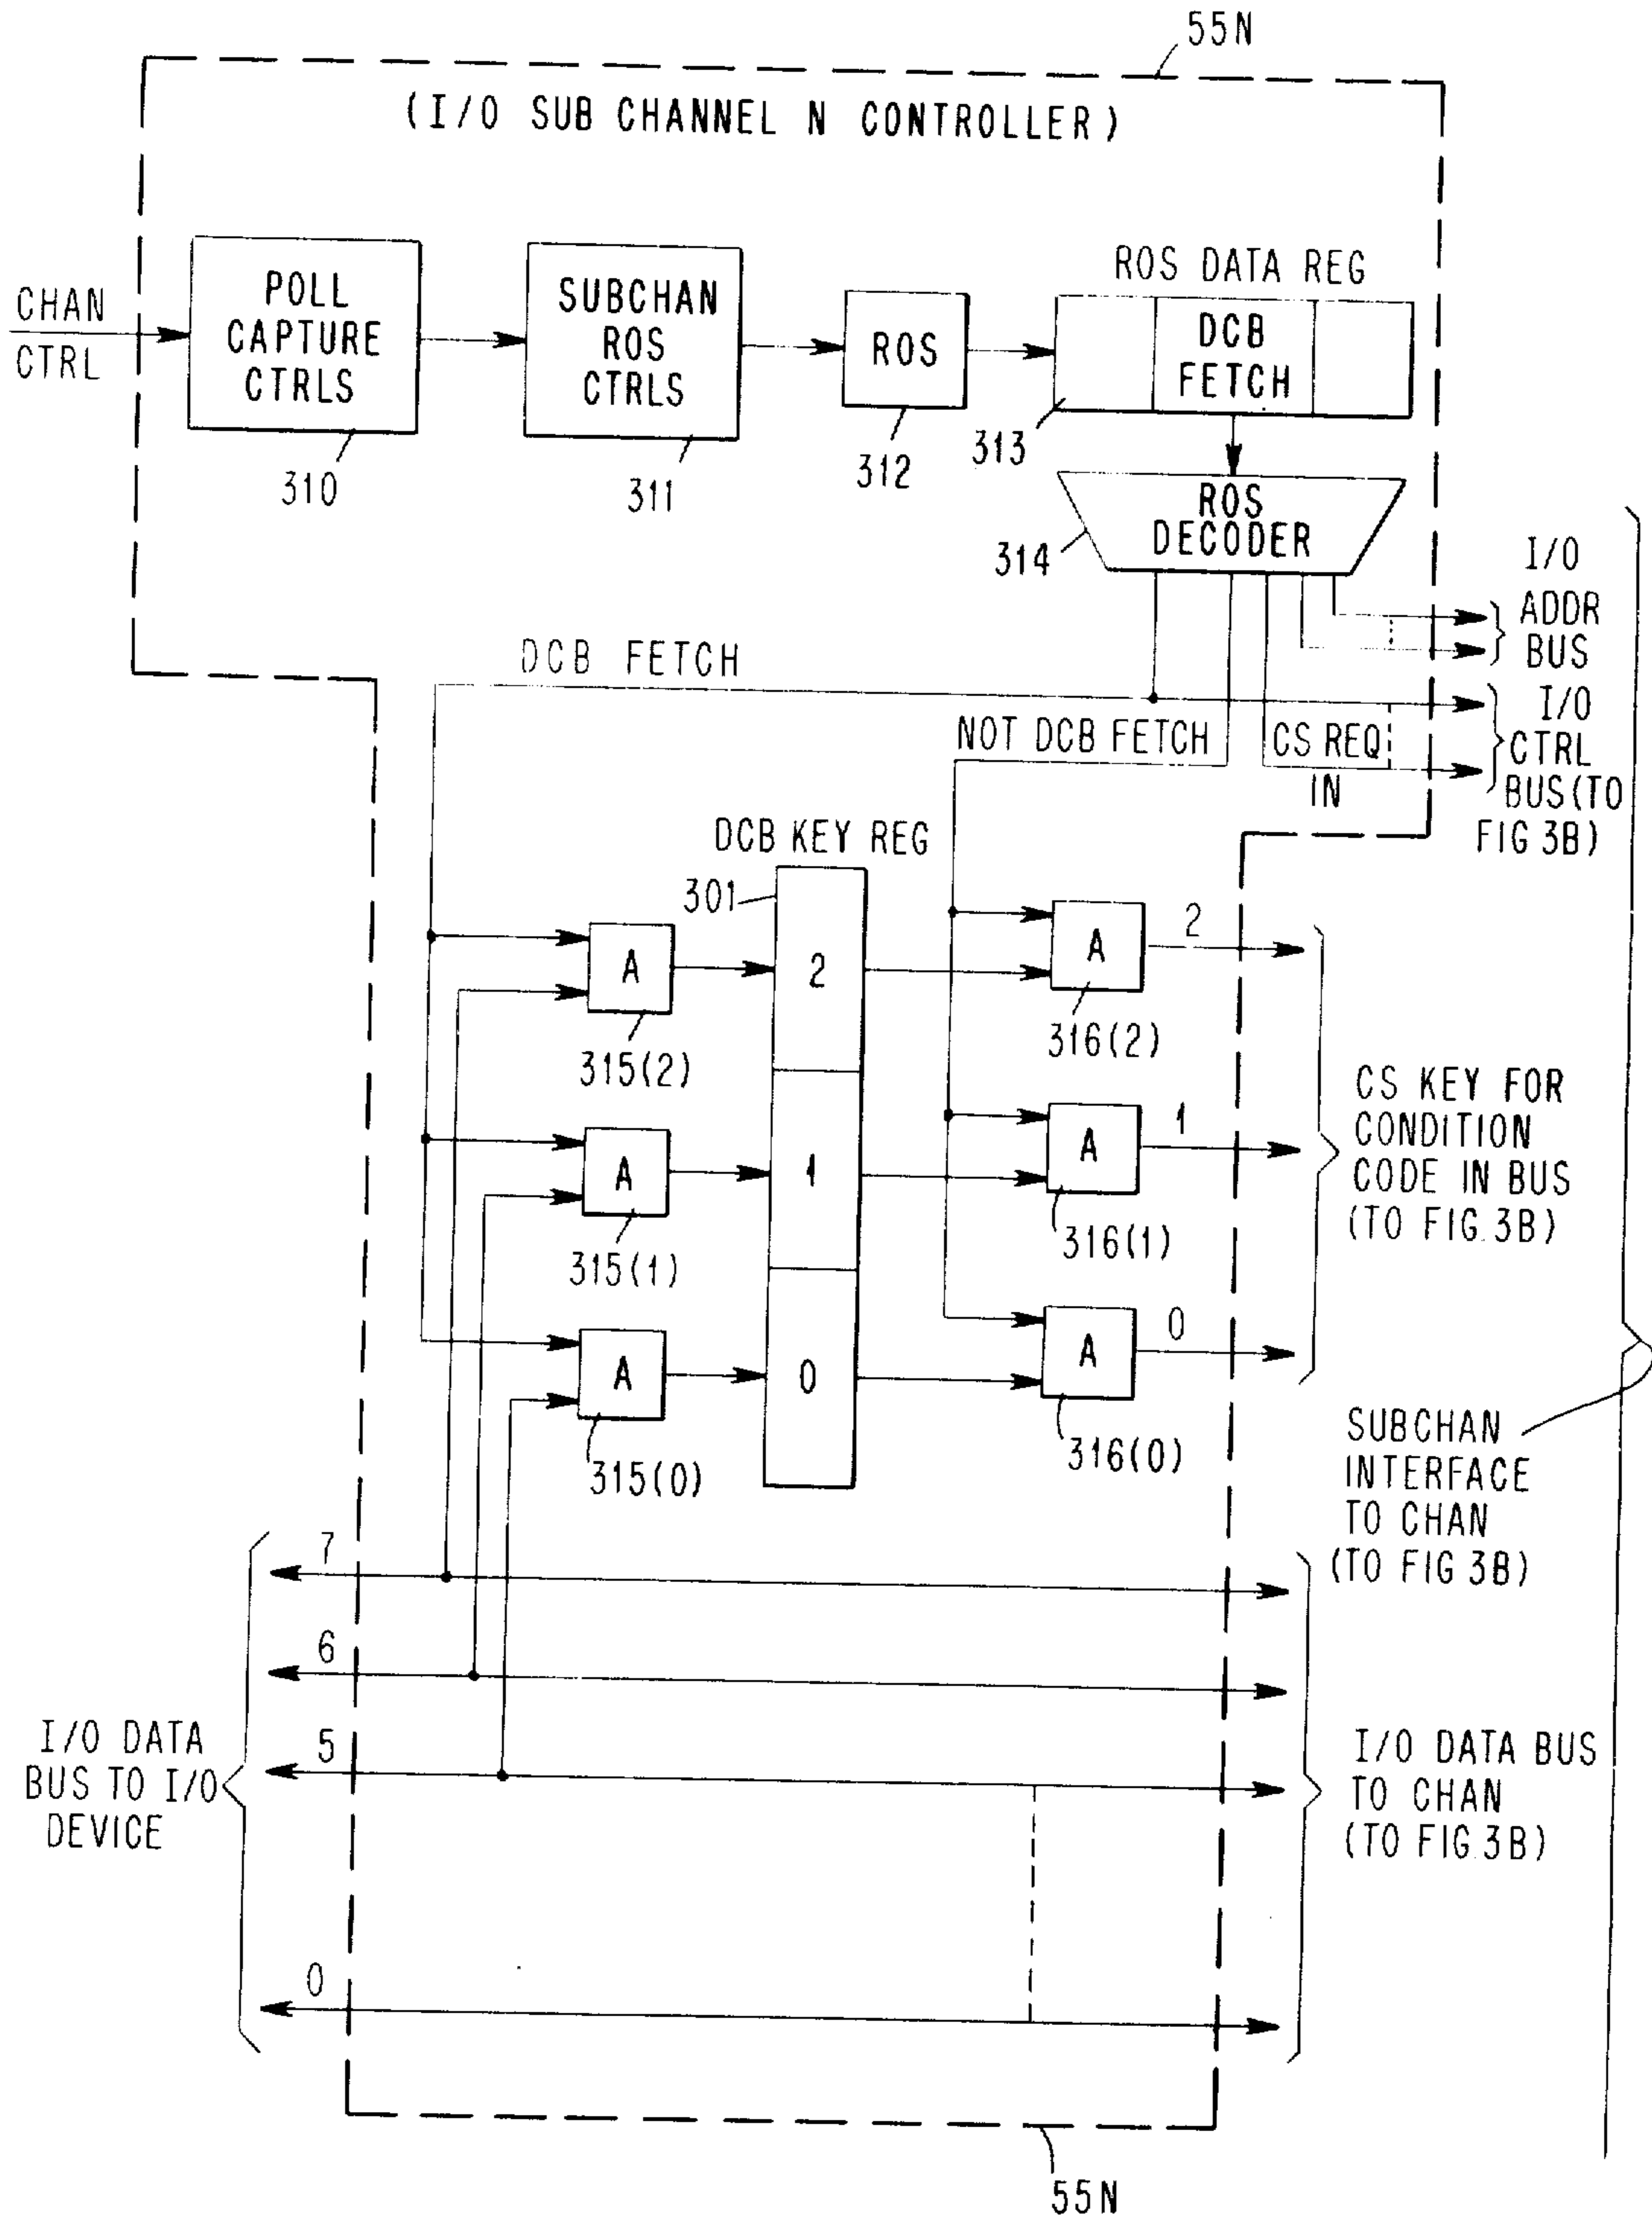 55N
(I/O SUB CHANNEL N CONTROLLER)
CHAN
CTRL
POLL
CAPTURE
CTRLS
310
SUBCHAN
ROS
CTRLS
311
ROS
312
ROS DATA REG
DCB
FETCH
313
ROS
DECODER
314
I/O
ADDR
BUS
DCB FETCH
NOT DCB FETCH
CS REQ
IN
I/O
CTRL
BUS (TO
FIG 3B)
DCB KEY REG
301
2
1
0
A
315(2)
A
315(1)
A
315(0)
A
316(2)
2
A
316(1)
1
A
316(0)
0
CS KEY FOR
CONDITION
CODE IN BUS
(TO FIG. 3B)
SUBCHAN
INTERFACE
TO CHAN
(TO FIG 3B)
7
6
5
0
I/O DATA
BUS TO I/O
DEVICE
I/O DATA BUS
TO CHAN
(TO FIG. 3B)
55N